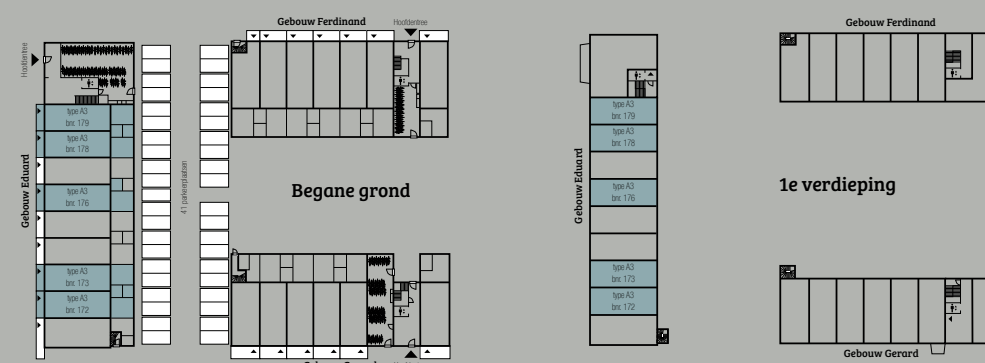 Gebouw Ferdinand
Hoofdentree
Hoofdentree
type A3
bnr. 179
type A3
bnr. 178
type A3
bnr. 176
type A3
bnr. 173
type A3
bnr. 172
Gebouw Eduard
41 parkeerplaatsen
Begane grond
Gebouw Eduard
type A3
bnr. 179
type A3
bnr. 178
type A3
bnr. 176
type A3
bnr. 173
type A3
bnr. 172
Gebouw Ferdinand
1e verdieping
Gebouw Gerard